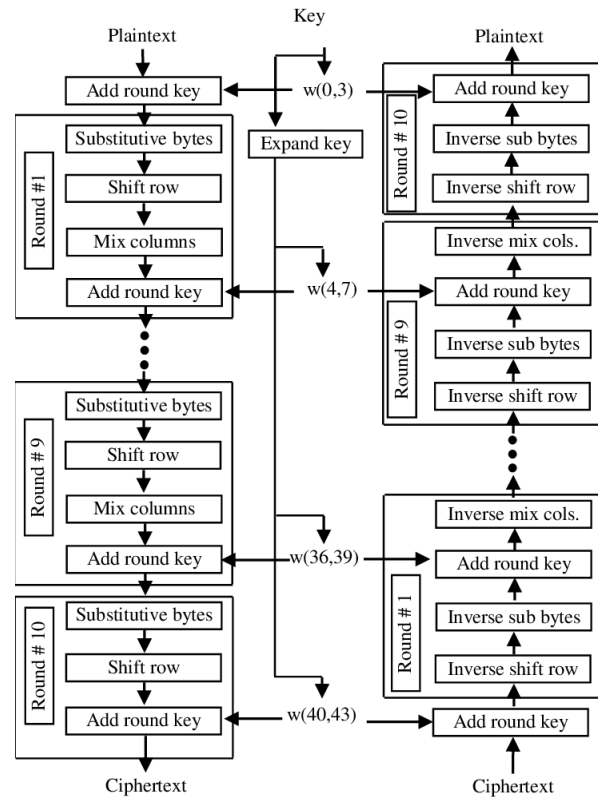 Key
Plaintext
Add round key
Round #1
Substitutive bytes
Shift row
Mix columns
Add round key
Round # 9
Substitutive bytes
Shift row
Mix columns
Add round key
Round # 10
Substitutive bytes
Shift row
Add round key
Ciphertext
w(0,3)
Expand key
w(4,7)
w(36,39)
w(40,43)
Plaintext
Round # 10
Add round key
Inverse sub bytes
Inverse shift row
Round # 9
Inverse mix cols.
Add round key
Inverse sub bytes
Inverse shift row
Round # 1
Inverse mix cols.
Add round key
Inverse sub bytes
Inverse shift row
Add round key
Ciphertext